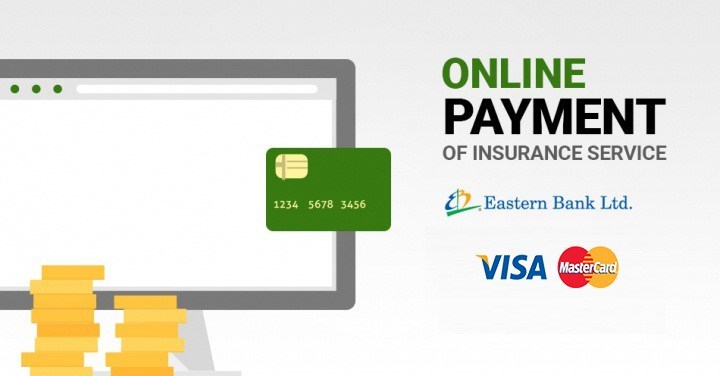 ONLINE
PAYMENT
OF INSURANCE SERVICE
1234 5678 3456
Eastern Bank Ltd.
VISA MasterCard